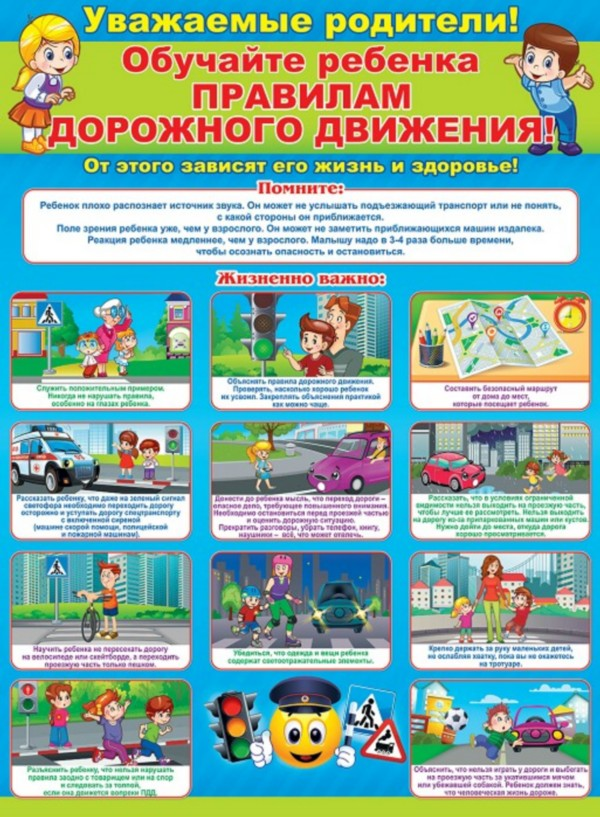 Уважаемые родители!
Обучайте ребенка
ПРАВИЛАМ
ДОРОЖНОГО ДВИЖЕНИЯ!
От этого зависят его жизнь и здоровье!
Помните:
Ребенок плохо распознает источник звука. Он может не услышать подъезжающий транспорт или не понять,
с какой стороны он приближается.
Поле зрения ребенка уже, чем у взрослого. Он может не заметить приближающихся машин издалека.
Реакция ребенка медленнее, чем у взрослого. Малышу надо в 3-4 раза больше времени,
чтобы осознать опасность и остановиться.
Жизненно важно:
Служить положительным примером.
Никогда не нарушать правила,
особенно на глазах ребенка.
Объяснять правила дорожного движения.
Проверить, насколько хорошо ребенок
их усвоил. Закреплять объяснения практикой
как можно чаще.
Составить безопасный маршрут
от дома до мест,
которые посещает ребенок.
Рассказать ребенку, что даже на зеленый сигнал
светофора необходимо переходить дорогу
осторожно и уступать дорогу спецтранспорту
с включенной сиреной
(машине скорой помощи, полицейской
и пожарной машинам).
Донести до ребенка мысль, что переход дороги –
опасное дело, требующее повышенного внимания.
Необходимо остановиться перед проезжей частью
и оценить дорожную ситуацию.
Прекратить разговоры, убрать телефон, книгу,
наушники – всё, что может отвлечь.
Рассказать, что в условиях ограниченной
видимости нельзя выходить на проезжую часть,
чтобы лучше ее рассмотреть. Нельзя выходить
на дорогу из-за припаркованных машин или кустов.
Нужно дойти до места, откуда дорога
хорошо просматривается.
Научить ребенка не пересекать дорогу
на велосипеде или скейтборде, а переходить
проезжую часть только пешком.
Убедиться, что одежда и вещи ребенка
содержат светоотражательные элементы.
Крепко держать за руку маленьких детей,
не ослабляя хватку, пока вы не окажетесь
на тротуаре.
Разъяснить ребенку, что нельзя нарушать
правила заодно с товарищем или на спор
и следовать за толпой,
если она движется вопреки ПДД.
Объяснить, что нельзя играть у дороги и выбегать
на проезжую часть за укатившимся мячом
или убежавшей собакой. Ребенок должен знать,
что человеческая жизнь дороже.